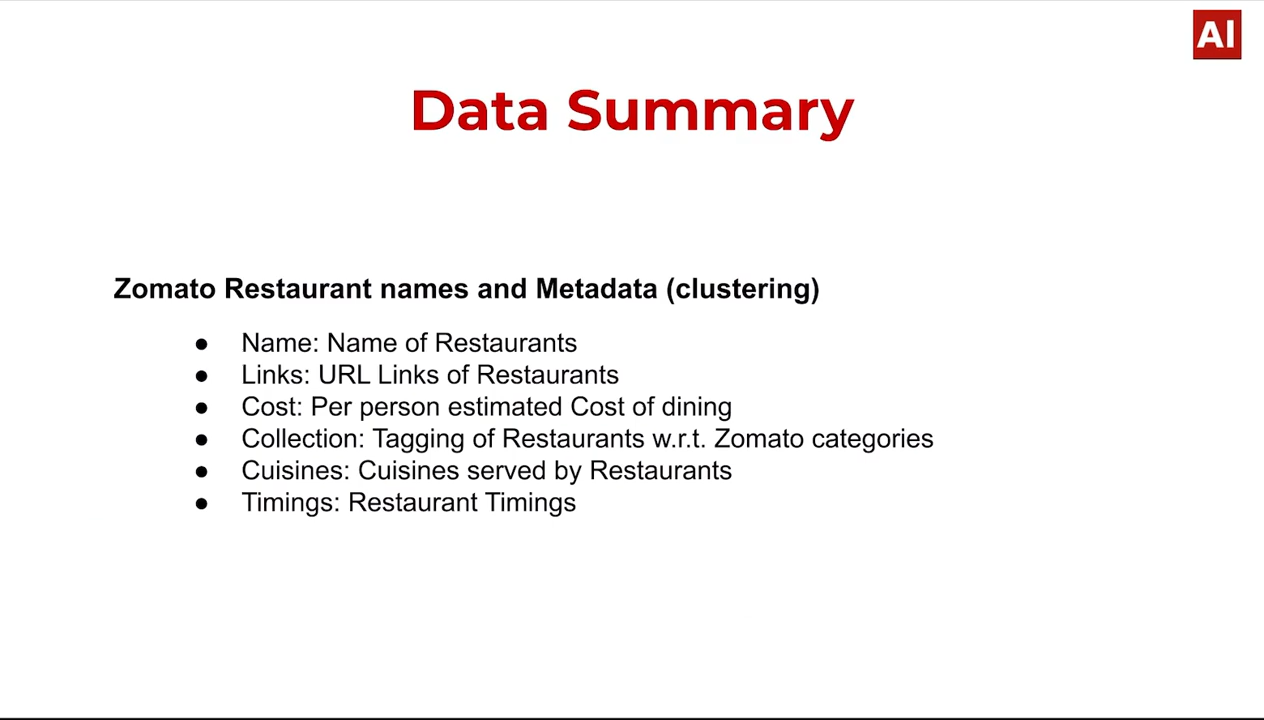 AI
Data Summary
Zomato Restaurant names and Metadata (clustering)
● Name: Name of Restaurants
● Links: URL Links of Restaurants
● Cost: Per person estimated Cost of dining
● Collection: Tagging of Restaurants w.r.t. Zomato categories
● Cuisines: Cuisines served by Restaurants
● Timings: Restaurant Timings